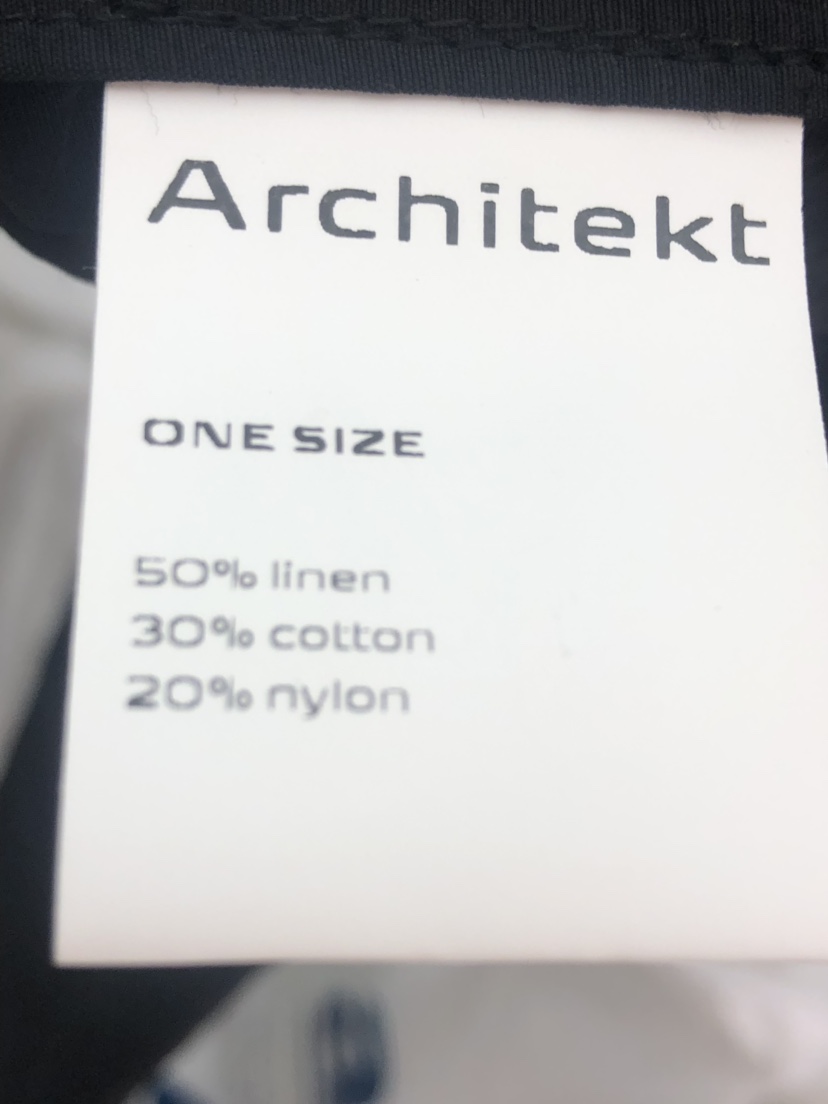 Architekt
ONE SIZE
50% linen
30% cotton
20% nylon